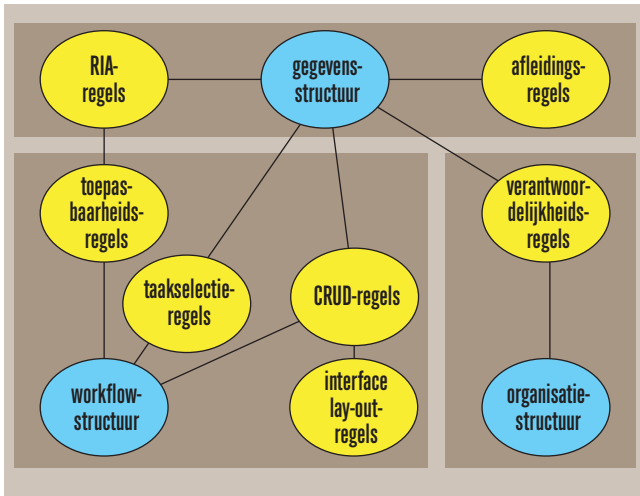 RIA-
regels
gegevens-
structuur
afleidings-
regels
toepas-
baarheids-
regels
verantwoor-
delijkheids-
regels
taakselectie-
regels
CRUD-regels
workflow-
structuur
interface
lay-out-
regels
organisatie-
structuur